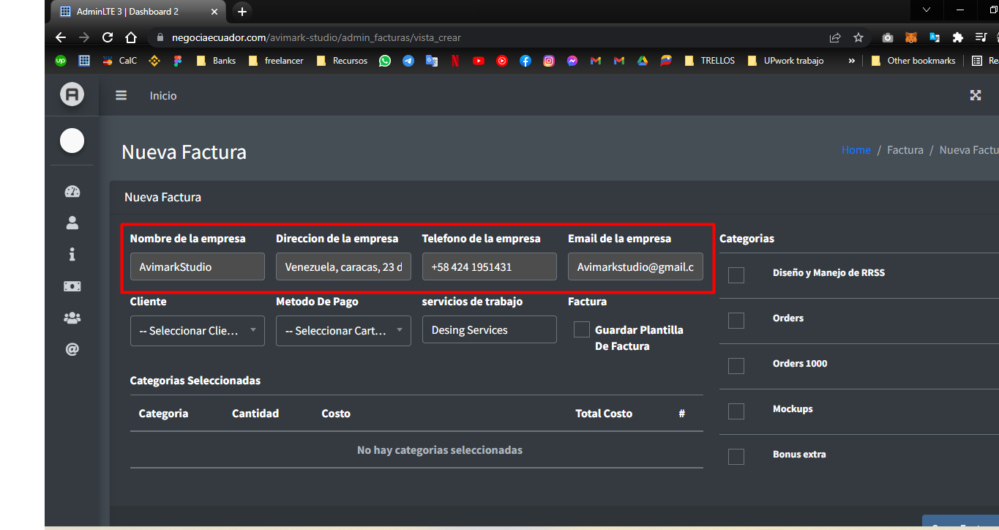 AdminLTE 3 | Dashboard 2
negociaecuador.com/avimark-studio/admin_facturas/vista_crear
up CalC Banks freelancer Recursos TRELLOS UPwork trabajo » Other bookmarks
Inicio
Nueva Factura
Home / Factura / Nueva
Nueva Factura
Nombre de la empresa Direccion de la empresa Telefono de la empresa Email de la empresa Categorias
AvimarkStudio Venezuela, caracas, 23 d +58 424 1951431 Avimarkstudio@gmail.c
Diseño y Manejo de RRSS
Cliente Metodo De Pago servicios de trabajo Factura
-- Seleccionar Clie... -- Seleccionar Cart... Desing Services Guardar Plantilla
De Factura
Orders
Orders 1000
Categorias Seleccionadas
Categoria Cantidad Costo Total Costo #
Mockups
No hay categorias seleccionadas
Bonus extra